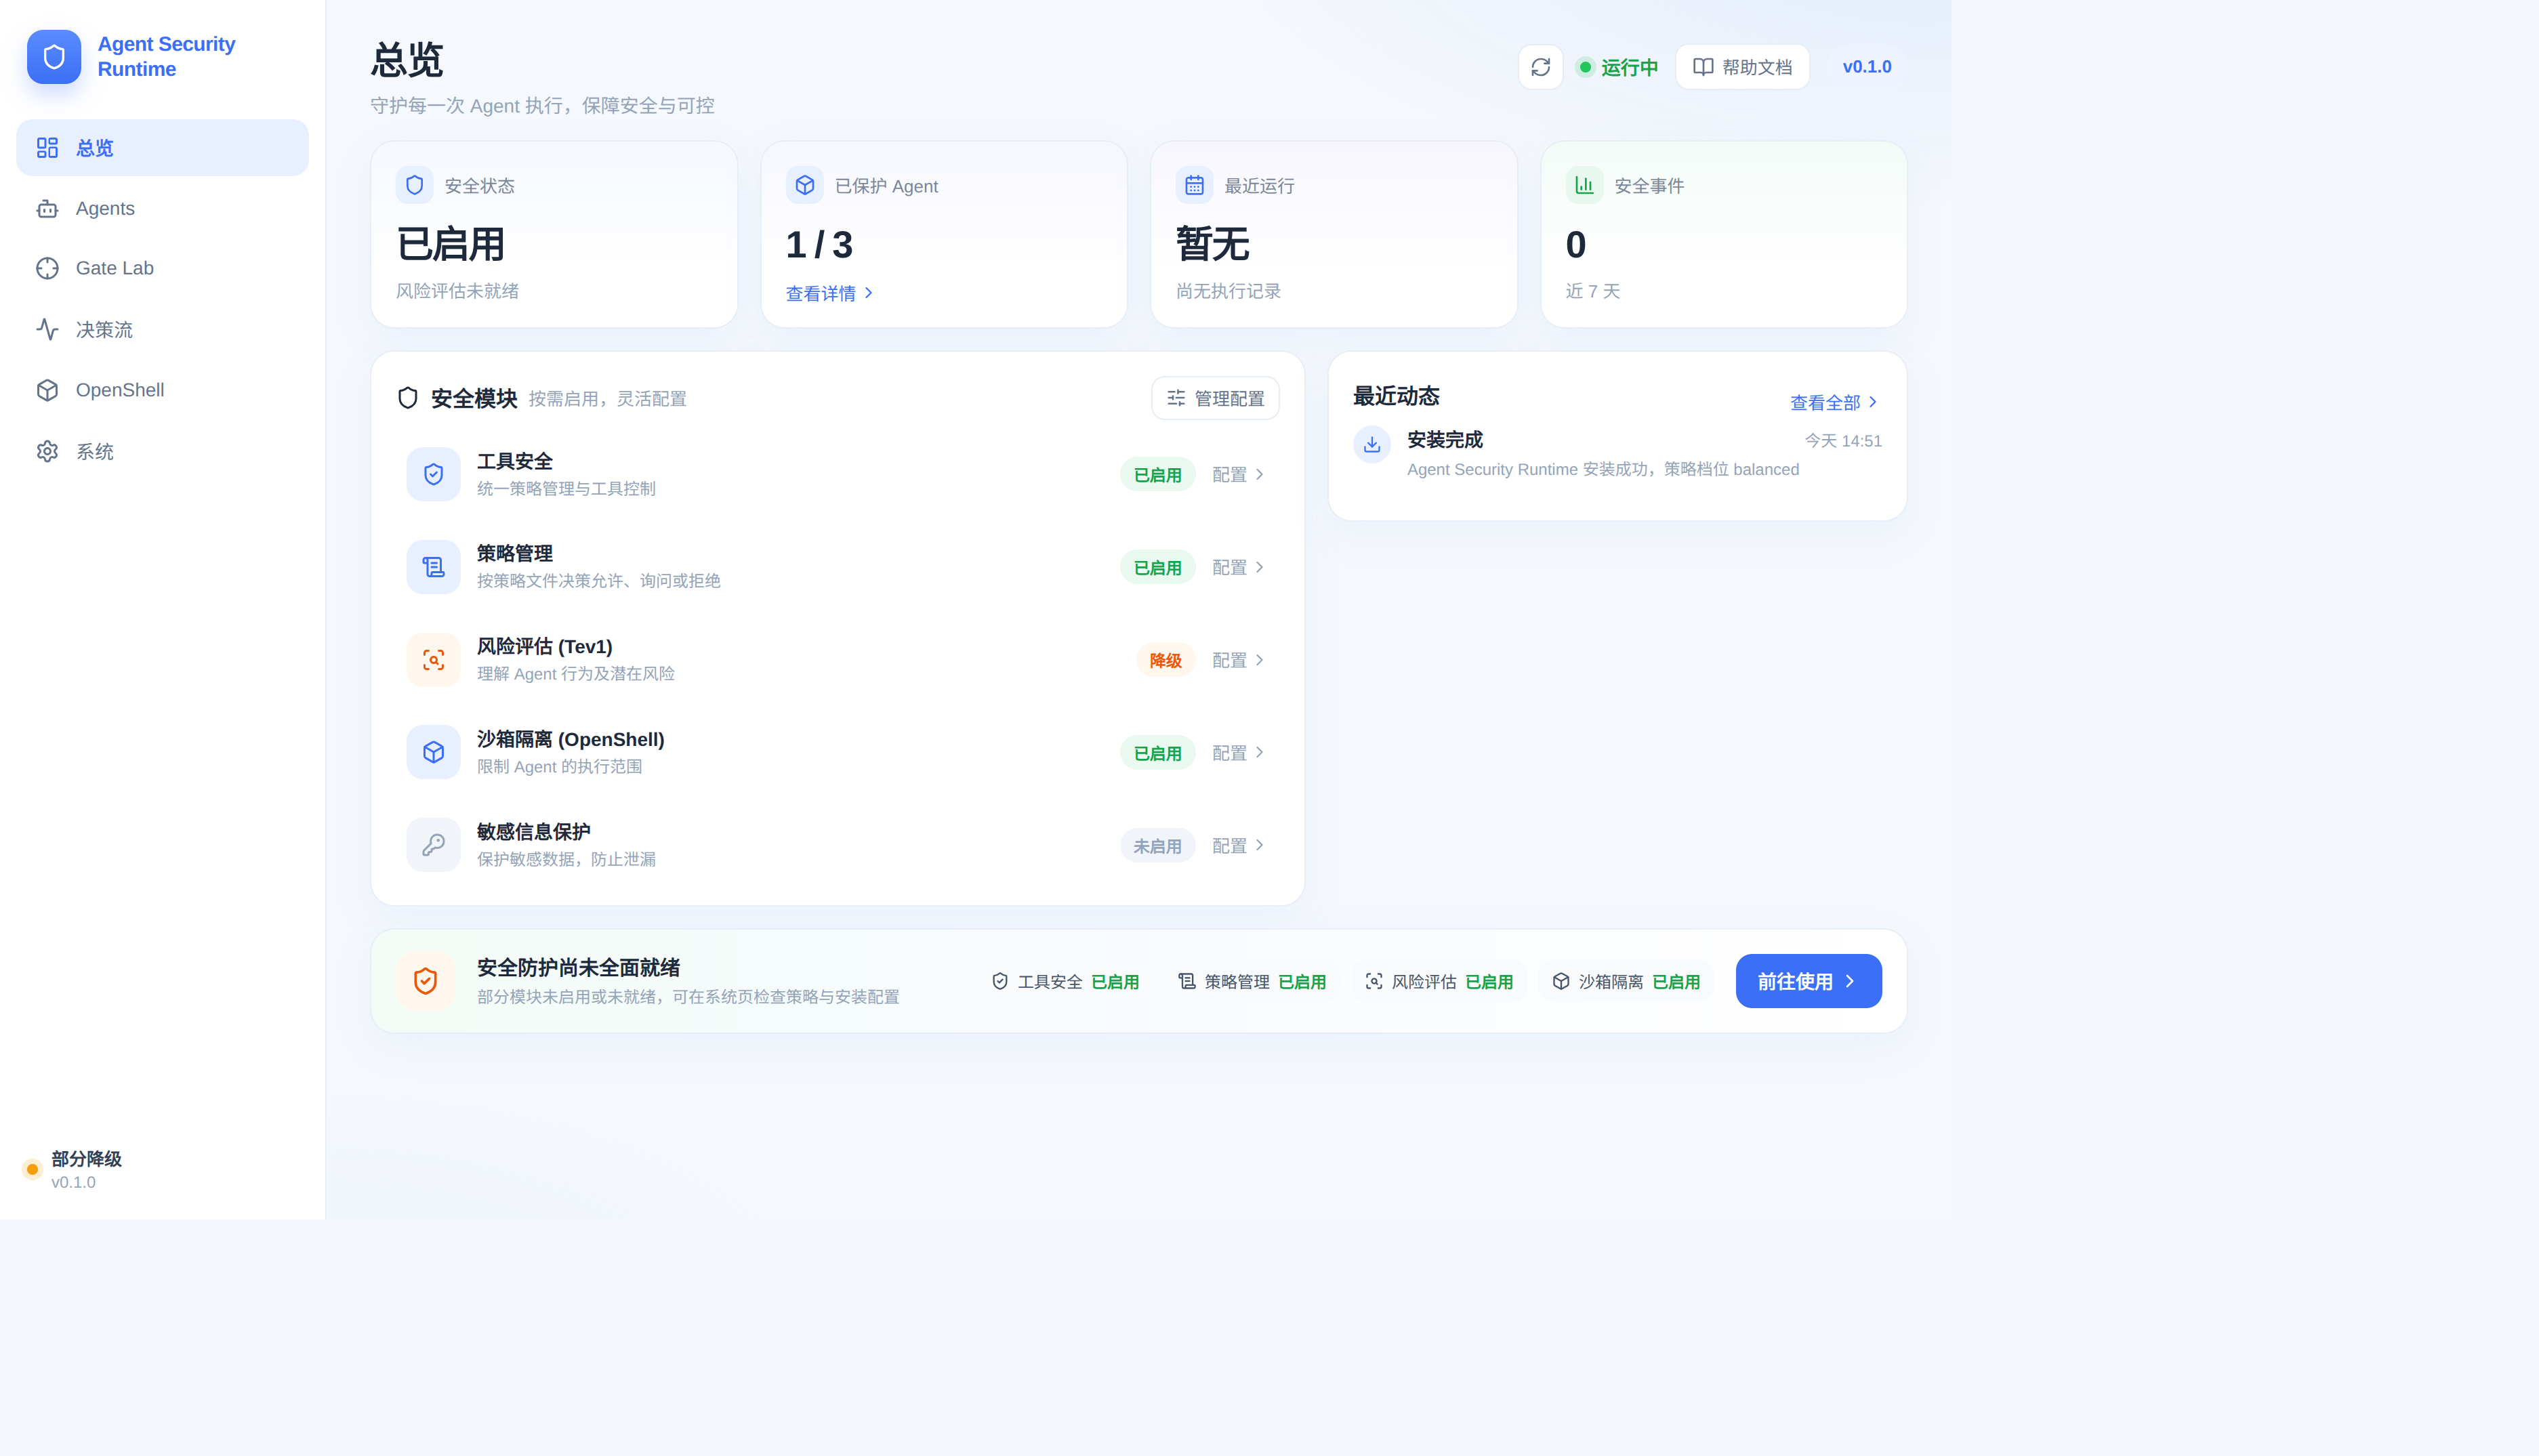 Agent Security
Runtime
总览
Agents
Gate Lab
决策流
OpenShell
系统
部分降级
v0.1.0
总览
守护每一次 Agent 执行，保障安全与可控
运行中
帮助文档
v0.1.0
安全状态
已启用
风险评估未就绪
已保护 Agent
1 / 3
查看详情
最近运行
暂无
尚无执行记录
安全事件
0
近 7 天
安全模块 按需启用，灵活配置
管理配置
工具安全
统一策略管理与工具控制
已启用 配置
策略管理
按策略文件决策允许、询问或拒绝
已启用 配置
风险评估 (Tev1)
理解 Agent 行为及潜在风险
降级 配置
沙箱隔离 (OpenShell)
限制 Agent 的执行范围
已启用 配置
敏感信息保护
保护敏感数据，防止泄漏
未启用 配置
最近动态
查看全部
安装完成
今天 14:51
Agent Security Runtime 安装成功，策略档位 balanced
安全防护尚未全面就绪
部分模块未启用或未就绪，可在系统页检查策略与安装配置
工具安全 已启用
策略管理 已启用
风险评估 已启用
沙箱隔离 已启用
前往使用